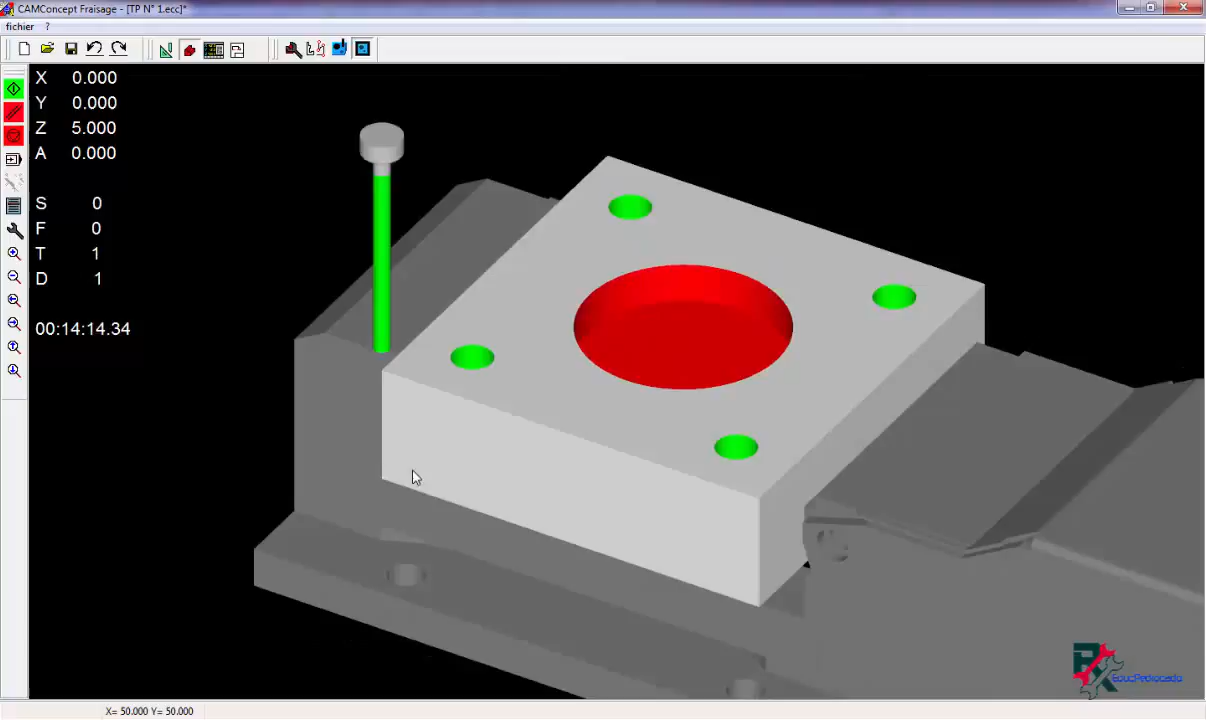 CAMConcept Fraisage - [TP N° 1.ecc]*
fichier ?
X 0.000
Y 0.000
Z 5.000
A 0.000
S 0
F 0
T 1
D 1
00:14:14.34
X= 50.000 Y= 50.000